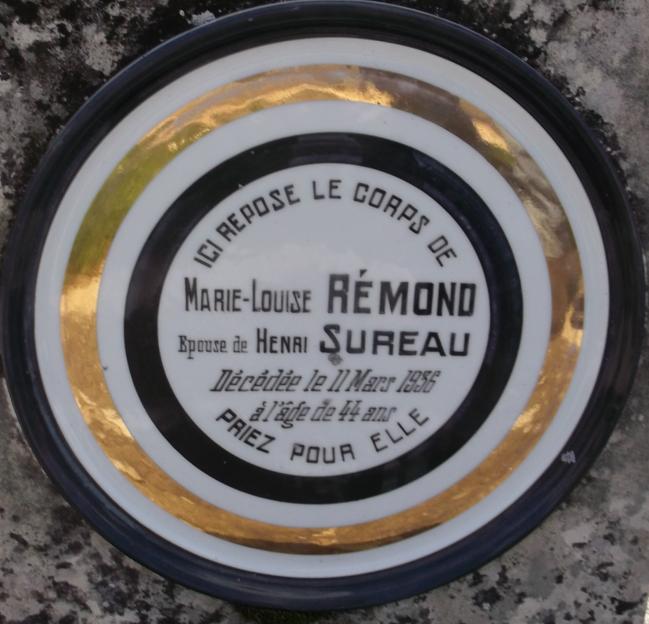 ICI REPOSE LE CORPS DE
MARIE-LOUISE RÉMOND
Epouse de HENRI SUREAU
Décédée le 11 Mars 1936
à l'âge de 44 ans
PRIEZ POUR ELLE